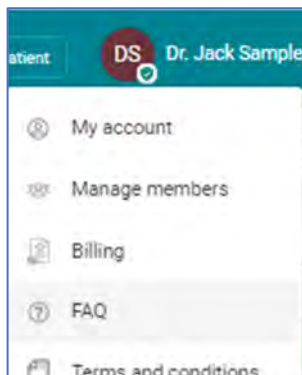 atient DS Dr. Jack Sample
My account
Manage members
Billing
FAQ
Terms and conditions